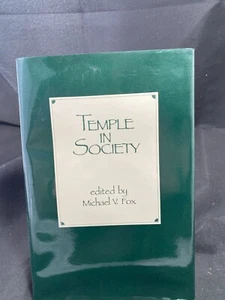 TEMPLE
IN
SOCIETY
edited by
Michael V. Fox